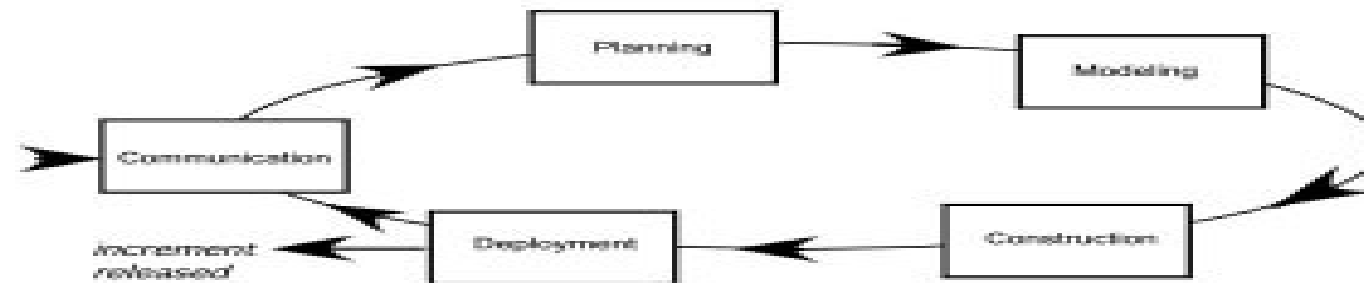 Planning
Modeling
Communication
Construction
Deployment
increment
released